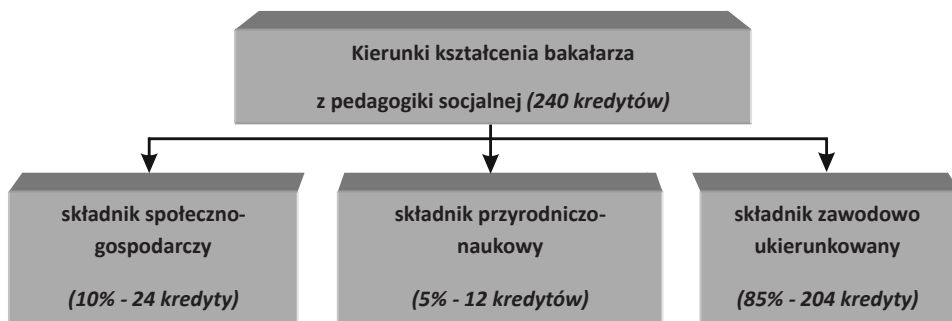 Kierunki kształcenia bakałarza
z pedagogiki socjalnej (240 kredytów)
składnik społeczno-
gospodarczy
(10% - 24 kredyty)
składnik przyrodniczo-
naukowy
(5% - 12 kredytów)
składnik zawodowo
ukierunkowany
(85% - 204 kredyty)